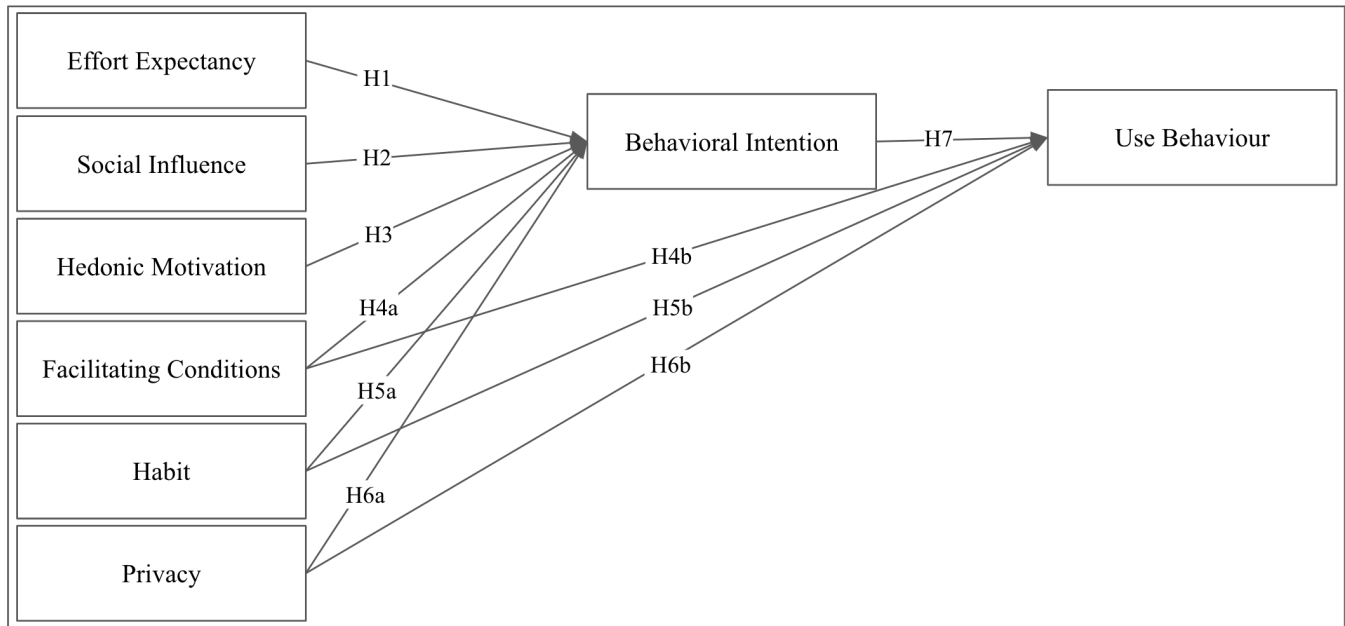 Effort Expectancy
H1
Behavioral Intention
H7
Use Behaviour
Social Influence
H2
Hedonic Motivation
H3
H4b
Facilitating Conditions
H4a
H5b
H6b
Habit
H5a
H6a
Privacy